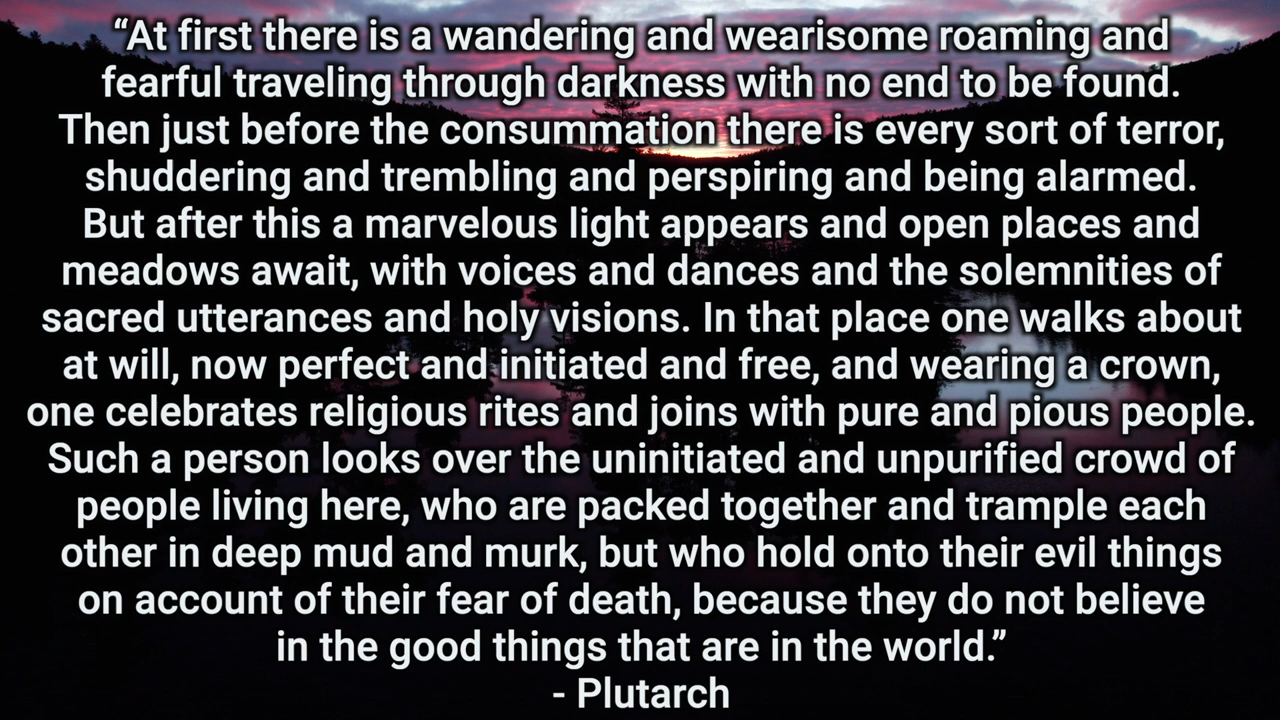 “At first there is a wandering and wearisome roaming and
fearful traveling through darkness with no end to be found.
Then just before the consummation there is every sort of terror,
shuddering and trembling and perspiring and being alarmed.
But after this a marvelous light appears and open places and
meadows await, with voices and dances and the solemnities of
sacred utterances and holy visions. In that place one walks about
at will, now perfect and initiated and free, and wearing a crown,
one celebrates religious rites and joins with pure and pious people.
Such a person looks over the uninitiated and unpurified crowd of
people living here, who are packed together and trample each
other in deep mud and murk, but who hold onto their evil things
on account of their fear of death, because they do not believe
in the good things that are in the world.”
- Plutarch